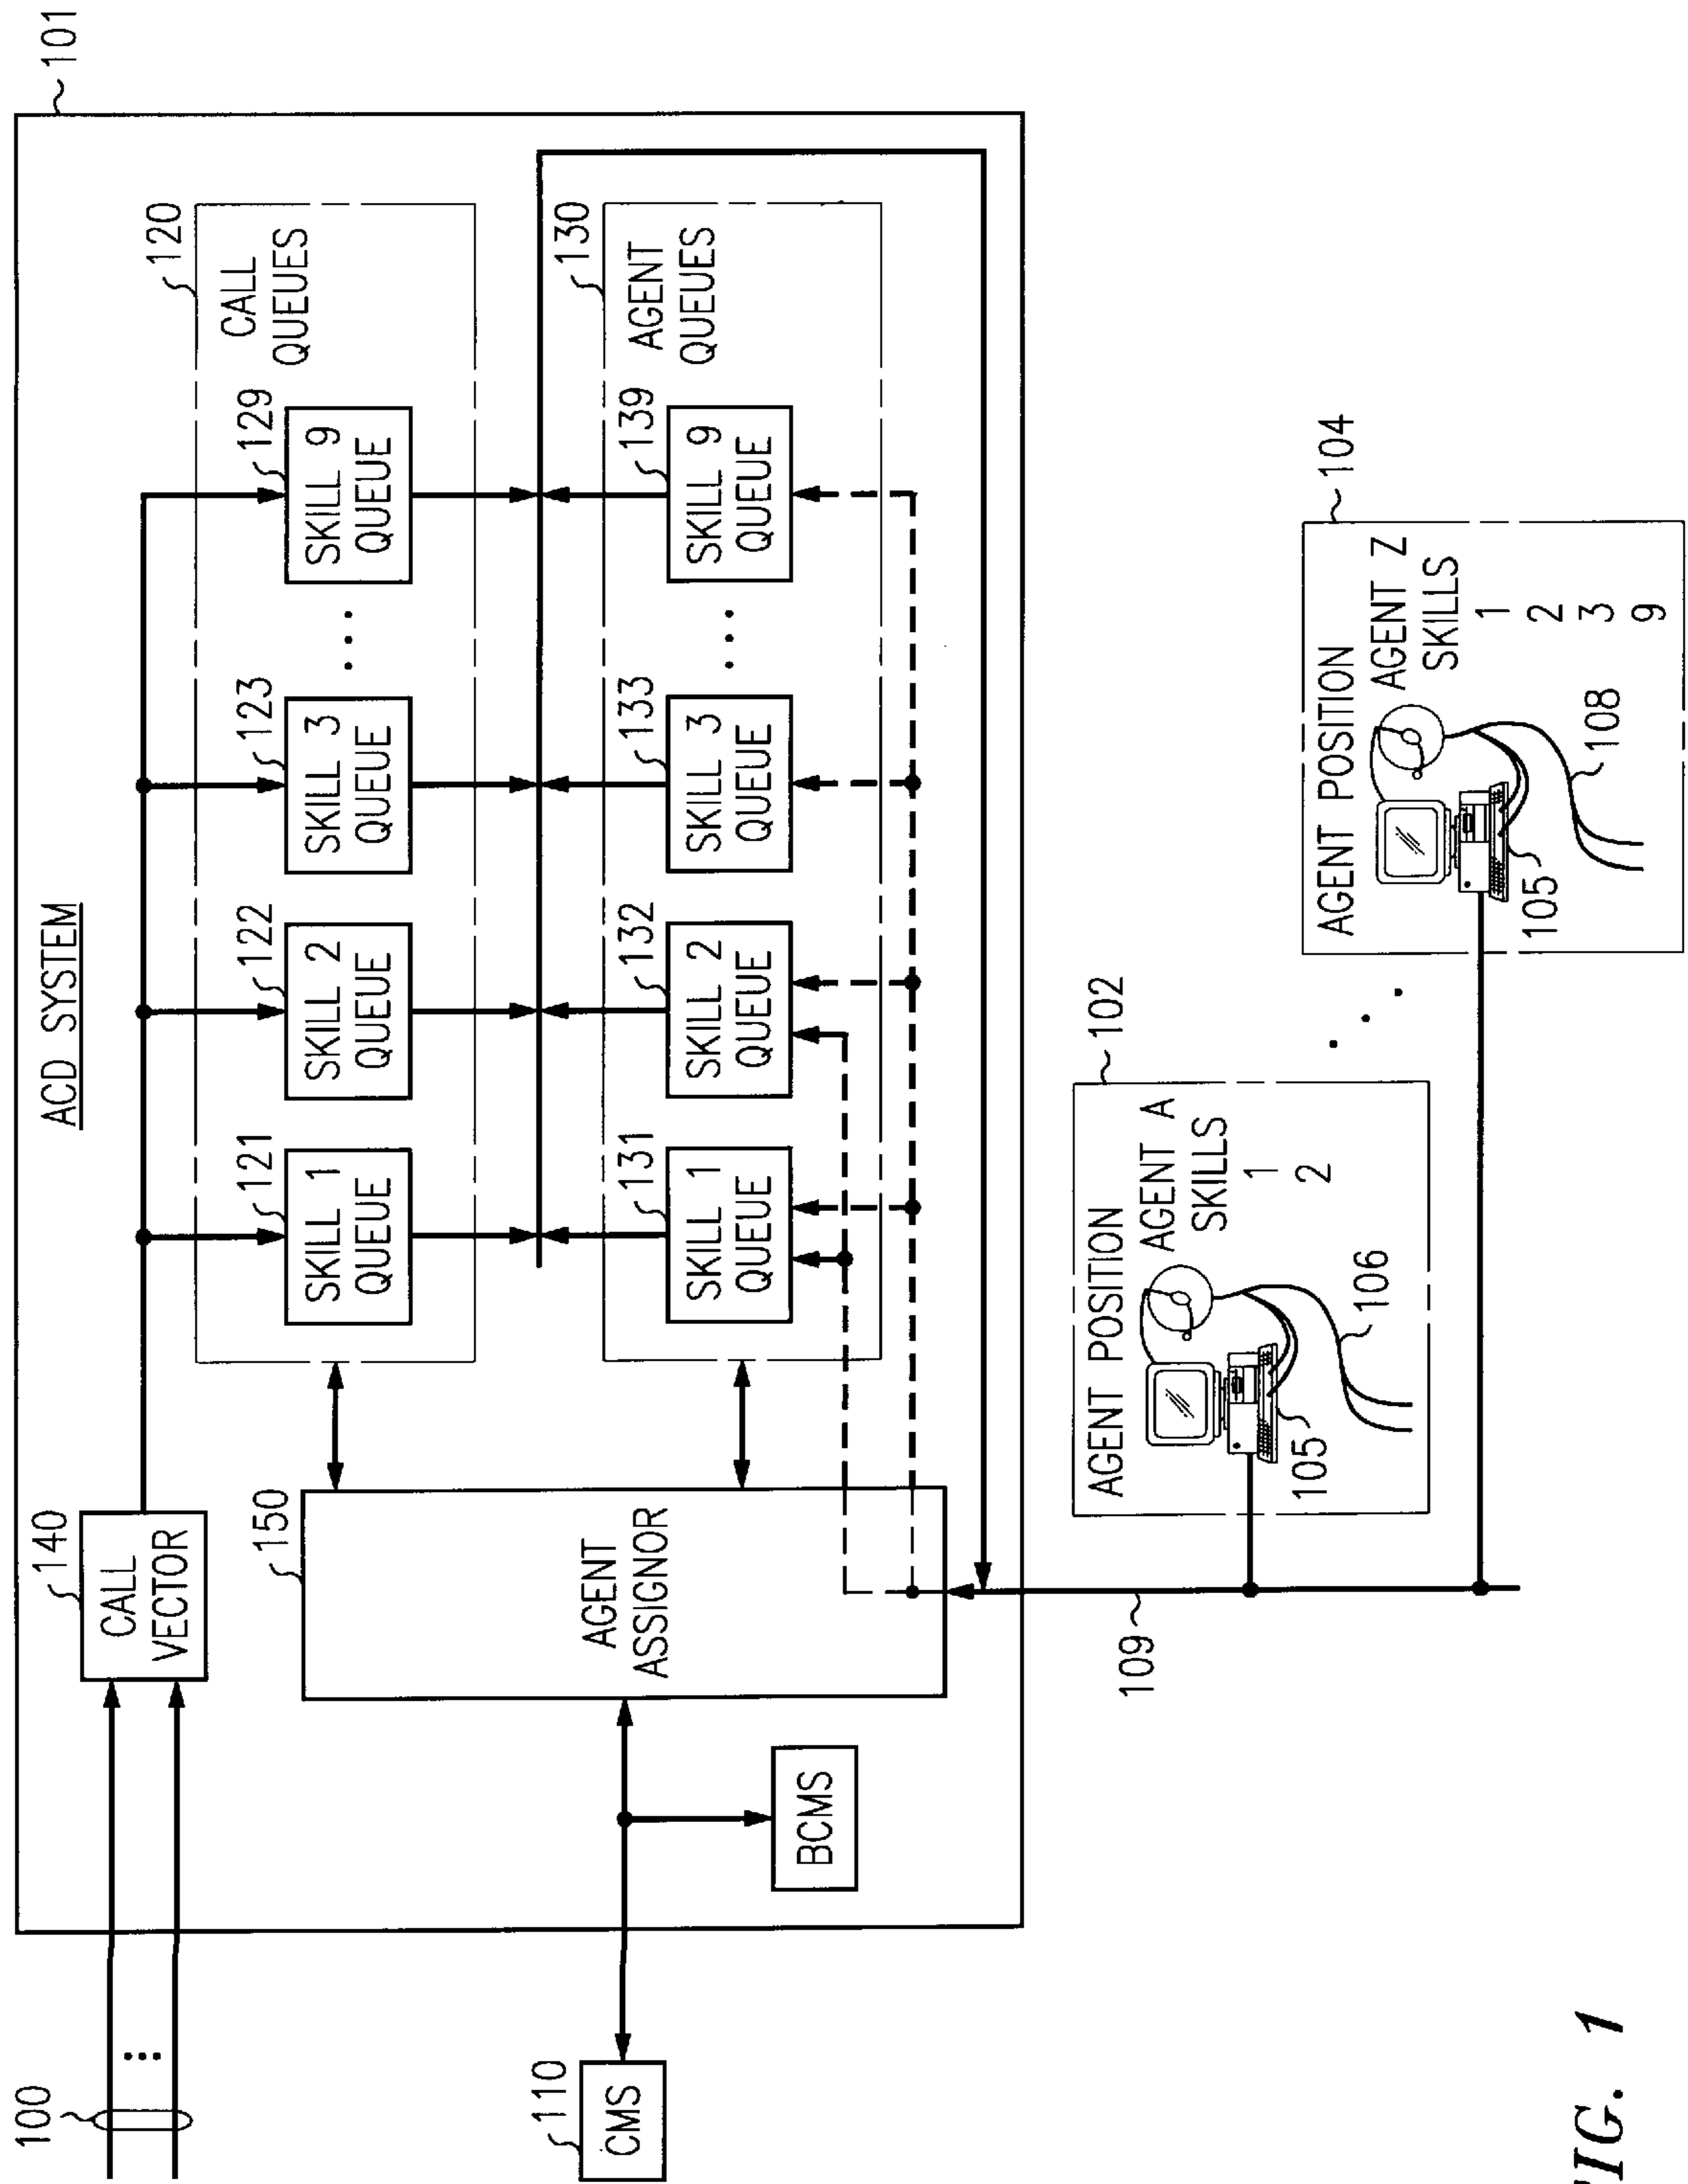 101
ACD SYSTEM
100
140
CALL
VECTOR
120
CALL
QUEUES
121
SKILL 1
QUEUE
122
SKILL 2
QUEUE
123
SKILL 3
QUEUE
129
SKILL 9
QUEUE
150
AGENT
ASSIGNOR
130
AGENT
QUEUES
131
SKILL 1
QUEUE
132
SKILL 2
QUEUE
133
SKILL 3
QUEUE
139
SKILL 9
QUEUE
110
CMS
BCMS
109
102
AGENT POSITION
AGENT A
SKILLS
1
2
105
106
104
AGENT POSITION
AGENT Z
SKILLS
1
2
3
9
105
108
FIG. 1